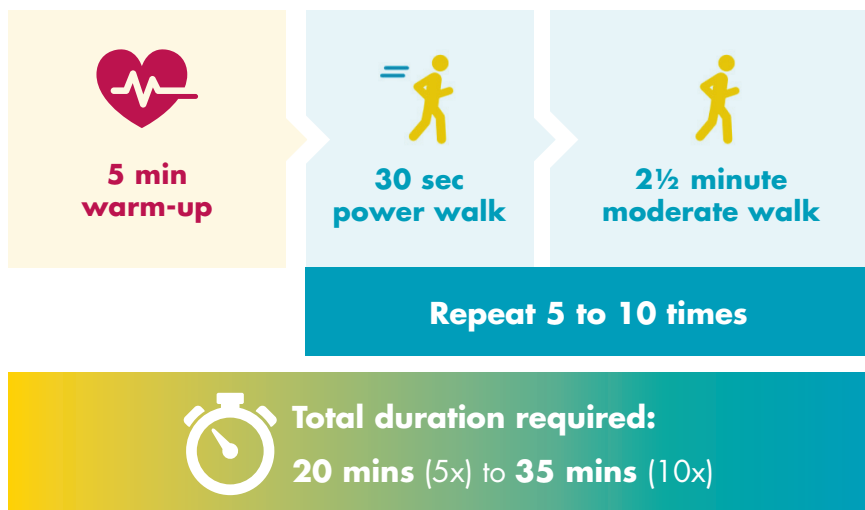 5 min
warm-up
30 sec
power walk
2½ minute
moderate walk
Repeat 5 to 10 times
Total duration required:
20 mins (5x) to 35 mins (10x)